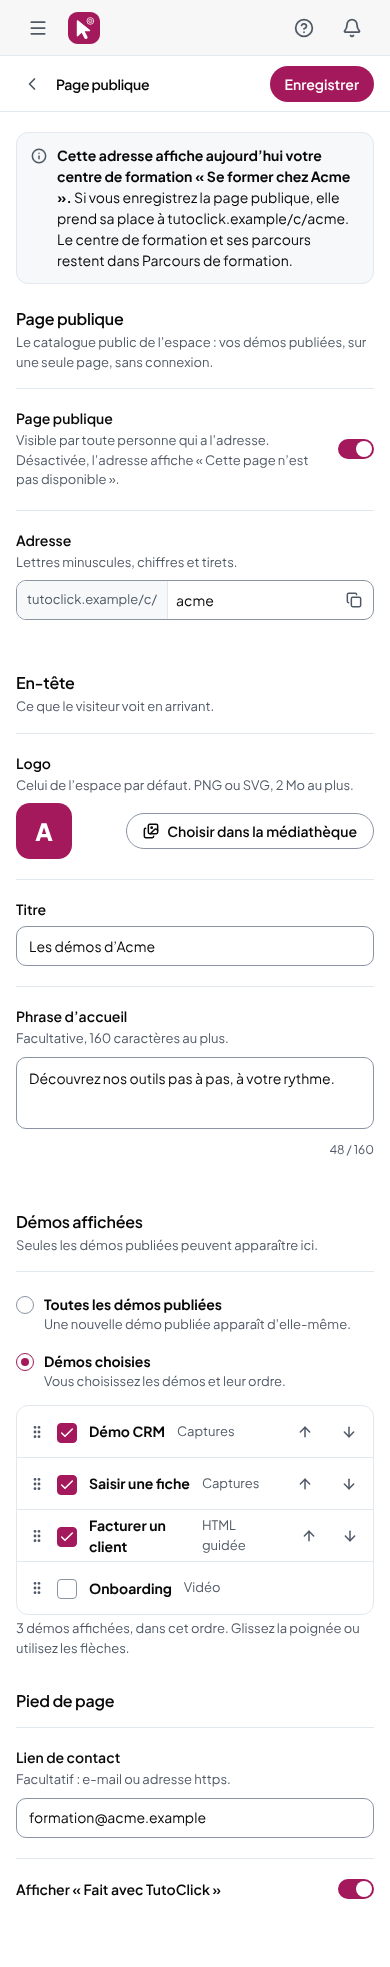 Page publique
Enregistrer
Cette adresse affiche aujourd’hui votre
centre de formation « Se former chez Acme
». Si vous enregistrez la page publique, elle
prend sa place à tutoclick.example/c/acme.
Le centre de formation et ses parcours
restent dans Parcours de formation.
Page publique
Le catalogue public de l’espace : vos démos publiées, sur
une seule page, sans connexion.
Page publique
Visible par toute personne qui a l’adresse.
Désactivée, l’adresse affiche « Cette page n’est
pas disponible ».
Adresse
Lettres minuscules, chiffres et tirets.
tutoclick.example/c/ acme
En-tête
Ce que le visiteur voit en arrivant.
Logo
Celui de l’espace par défaut. PNG ou SVG, 2 Mo au plus.
A
Choisir dans la médiathèque
Titre
Les démos d’Acme
Phrase d’accueil
Facultative, 160 caractères au plus.
Découvrez nos outils pas à pas, à votre rythme.
48 / 160
Démos affichées
Seules les démos publiées peuvent apparaître ici.
Toutes les démos publiées
Une nouvelle démo publiée apparaît d’elle-même.
Démos choisies
Vous choisissez les démos et leur ordre.
Démo CRM Captures
Saisir une fiche Captures
Facturer un client HTML guidée
Onboarding Vidéo
3 démos affichées, dans cet ordre. Glissez la poignée ou
utilisez les flèches.
Pied de page
Lien de contact
Facultatif : e-mail ou adresse https.
formation@acme.example
Afficher « Fait avec TutoClick »